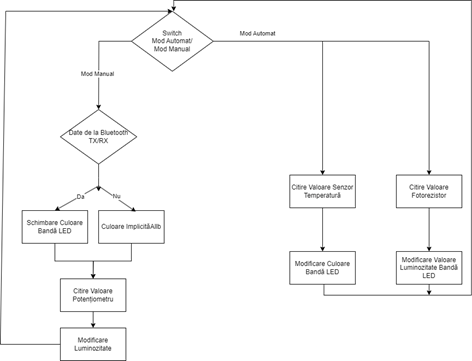 Switch
Mod Automat/
Mod Manual
Mod Automat
Mod Manual
Date de la Bluetooth
TX/RX
Da
Nu
Schimbare Culoare
Bandă LED
Culoare ImplicităAllb
Citire Valoare
Potențiometru
Modificare
Luminozitate
Citire Valoare Senzor
Temperatură
Modificare Culoare
Bandă LED
Citire Valoare
Fotorezistor
Modificare Valoare
Luminozitate Bandă
LED